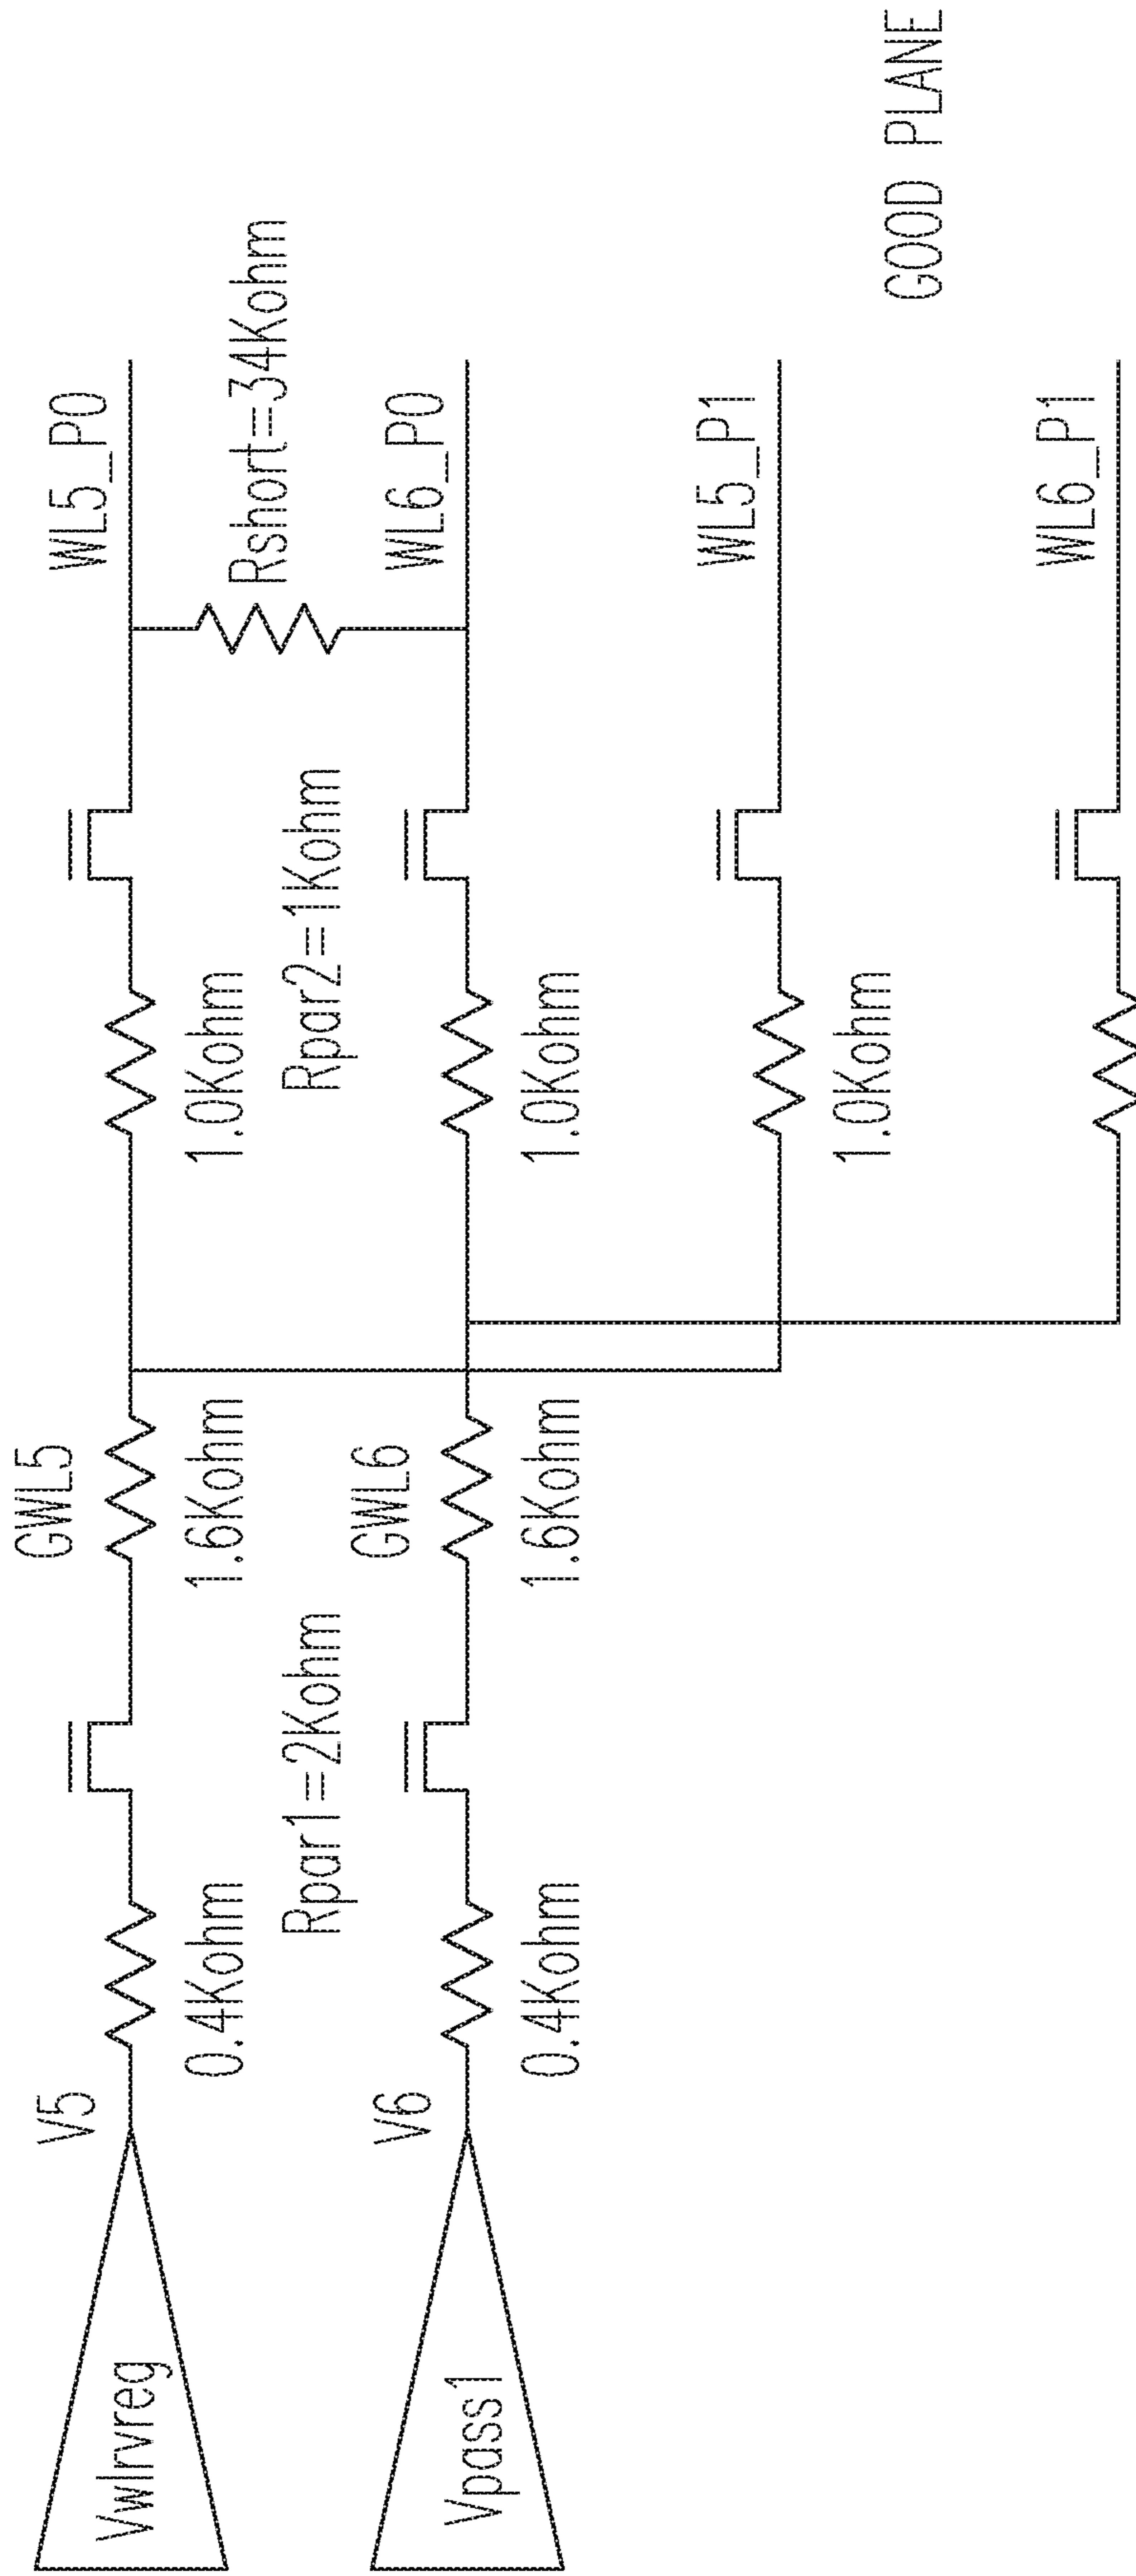 Vwlrvreg
V5
0.4Kohm
GWL5
1.6Kohm
1.0Kohm
WL5_P0
Rpar1=2Kohm
Rpar2=1Kohm
Rshort=34Kohm
Vpass1
V6
0.4Kohm
GWL6
1.6Kohm
1.0Kohm
WL6_P0
WL5_P1
1.0Kohm
GOOD PLANE
WL6_P1